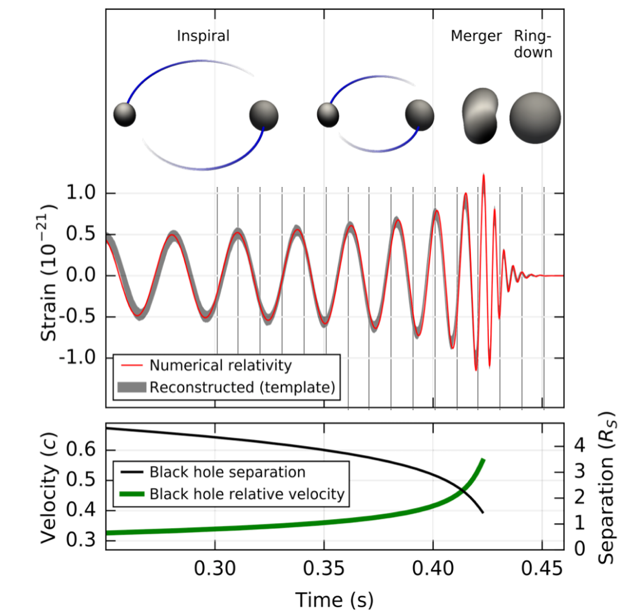 Inspiral
Merger
Ring-
down
Strain (10⁻²¹)
1.0
0.5
0.0
-0.5
-1.0
Numerical relativity
Reconstructed (template)
Velocity (c)
0.6
0.5
0.4
0.3
Black hole separation
Black hole relative velocity
4
3
2
1
0
Separation (R_S)
0.30
0.35
0.40
0.45
Time (s)